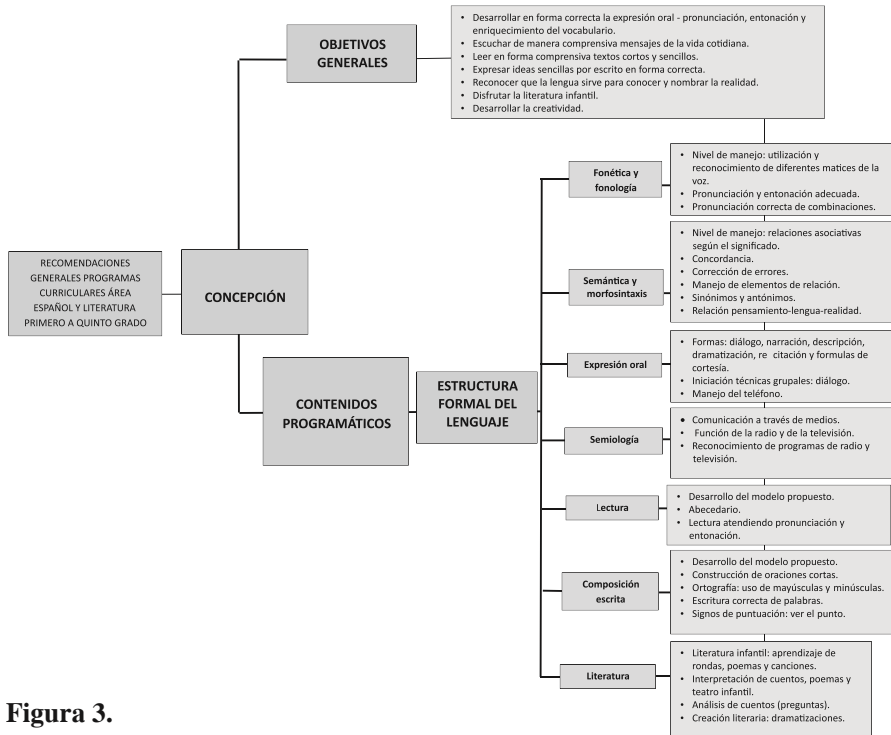 OBJETIVOS
GENERALES
• Desarrollar en forma correcta la expresión oral - pronunciación, entonación y
enriquecimiento del vocabulario.
• Escuchar de manera comprensiva mensajes de la vida cotidiana.
• Leer en forma comprensiva textos cortos y sencillos.
• Expresar ideas sencillas por escrito en forma correcta.
• Reconocer que la lengua sirve para conocer y nombrar la realidad.
• Disfrutar la literatura infantil.
• Desarrollar la creatividad.
RECOMENDACIONES
GENERALES PROGRAMAS
CURRICULARES ÁREA
ESPAÑOL Y LITERATURA
PRIMERO A QUINTO GRADO
CONCEPCIÓN
CONTENIDOS
PROGRAMÁTICOS
ESTRUCTURA
FORMAL DEL
LENGUAJE
Fonética y
fonología
• Nivel de manejo: utilización y
reconocimiento de diferentes matices de la
voz.
• Pronunciación y entonación adecuada.
• Pronunciación correcta de combinaciones.
Semántica y
morfosintaxis
• Nivel de manejo: relaciones asociativas
según el significado.
• Concordancia.
• Corrección de errores.
• Manejo de elementos de relación.
• Sinónimos y antónimos.
• Relación pensamiento-lengua-realidad.
Expresión oral
• Formas: diálogo, narración, descripción,
dramatización, re citación y formulas de
cortesía.
• Iniciación técnicas grupales: diálogo.
• Manejo del teléfono.
Semiología
• Comunicación a través de medios.
• Función de la radio y de la televisión.
• Reconocimiento de programas de radio y
televisión.
Lectura
• Desarrollo del modelo propuesto.
• Abecedario.
• Lectura atendiendo pronunciación y
entonación.
Composición
escrita
• Desarrollo del modelo propuesto.
• Construcción de oraciones cortas.
• Ortografía: uso de mayúsculas y minúsculas.
• Escritura correcta de palabras.
• Signos de puntuación: ver el punto.
Literatura
• Literatura infantil: aprendizaje de
rondas, poemas y canciones.
• Interpretación de cuentos, poemas y
teatro infantil.
• Análisis de cuentos (preguntas).
• Creación literaria: dramatizaciones.
Figura 3.